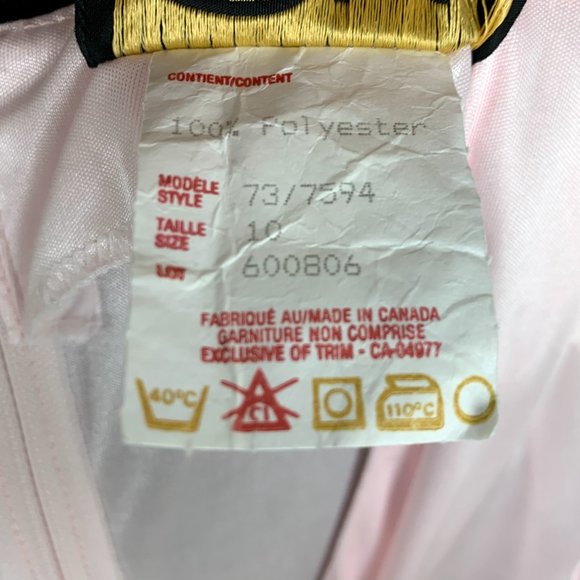 CONTIENT/CONTENT
100% Polyester
MODÈLE
STYLE 73/7594
TAILLE
SIZE 10
LOT 600806
FABRIQUÉ AU/MADE IN CANADA
GARNITURE NON COMPRISE
EXCLUSIVE OF TRIM - CA-04977
40°C CL 110°C